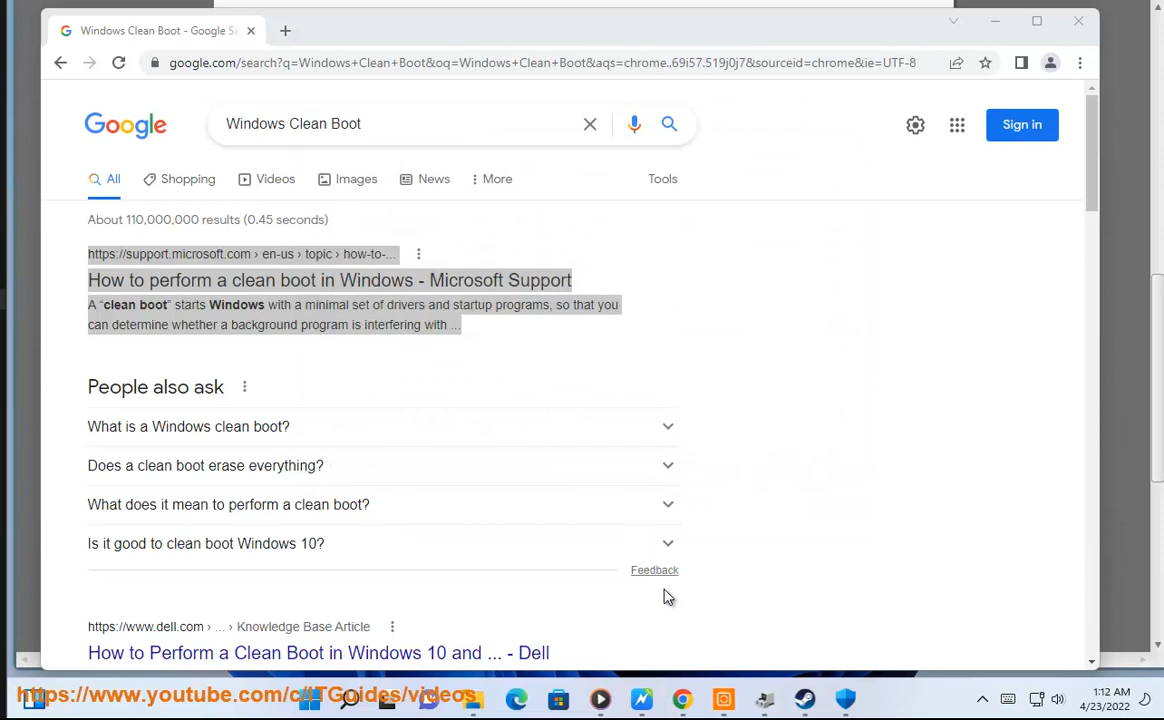 Windows Clean Boot - Google Se
google.com/search?q=Windows+Clean+Boot&oq=Windows+Clean+Boot&aqs=chrome..69i57.519j0j7&sourceid=chrome&ie=UTF-8
Google
Windows Clean Boot
Sign in
All
Shopping
Videos
Images
News
More
Tools
About 110,000,000 results (0.45 seconds)
https://support.microsoft.com › en-us › topic › how-to-...
How to perform a clean boot in Windows - Microsoft Support
A “clean boot” starts Windows with a minimal set of drivers and startup programs, so that you
can determine whether a background program is interfering with ...
People also ask
What is a Windows clean boot?
Does a clean boot erase everything?
What does it mean to perform a clean boot?
Is it good to clean boot Windows 10?
Feedback
https://www.dell.com › ... › Knowledge Base Article
How to Perform a Clean Boot in Windows 10 and ... - Dell
https://www.youtube.com/c/ITGuides/videos
1:12 AM
4/23/2022